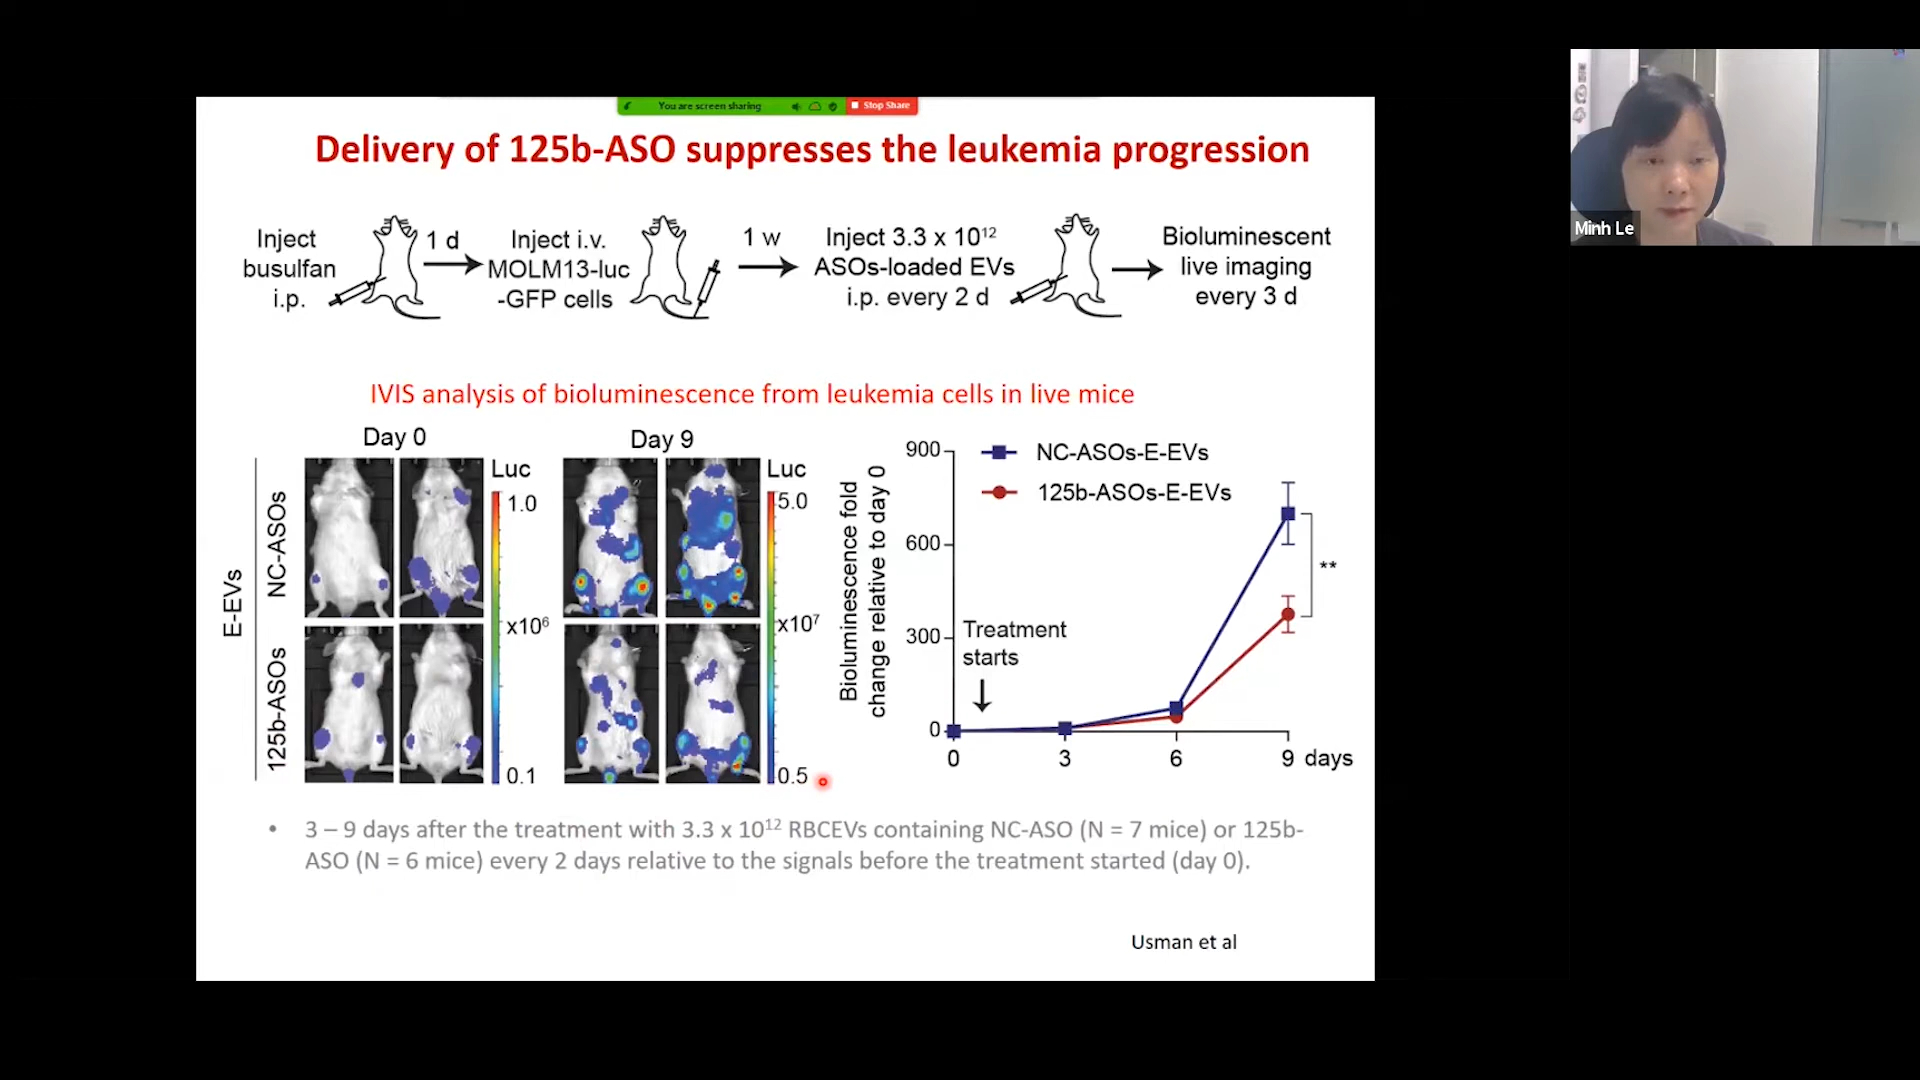 You are screen sharing
Stop Share
Minh Le
Delivery of 125b-ASO suppresses the leukemia progression
Inject
busulfan
i.p.
1 d
Inject i.v.
MOLM13-luc
-GFP cells
1 w
Inject 3.3 x 10¹²
ASOs-loaded EVs
i.p. every 2 d
Bioluminescent
live imaging
every 3 d
IVIS analysis of bioluminescence from leukemia cells in live mice
Day 0
Day 9
E-EVs
NC-ASOs
125b-ASOs
Luc
1.0
x10⁶
0.1
Luc
5.0
x10⁷
0.5
Bioluminescence fold
change relative to day 0
900
600
300
0
NC-ASOs-E-EVs
125b-ASOs-E-EVs
**
Treatment
starts
0 3 6 9 days
• 3 – 9 days after the treatment with 3.3 x 10¹² RBCEVs containing NC-ASO (N = 7 mice) or 125b-
ASO (N = 6 mice) every 2 days relative to the signals before the treatment started (day 0).
Usman et al